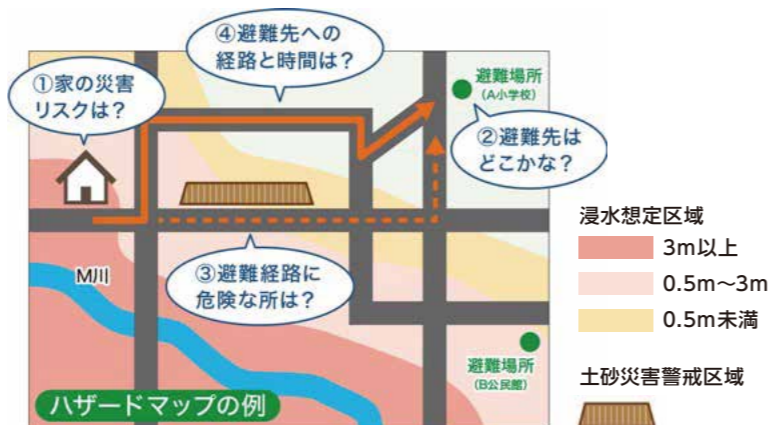 ④避難先への
経路と時間は？
①家の災害
リスクは？
避難場所
(A小学校)
②避難先は
どこかな？
浸水想定区域
3m以上
0.5m～3m
0.5m未満
③避難経路に
危険な所は？
M川
避難場所
(B公民館)
土砂災害警戒区域
ハザードマップの例